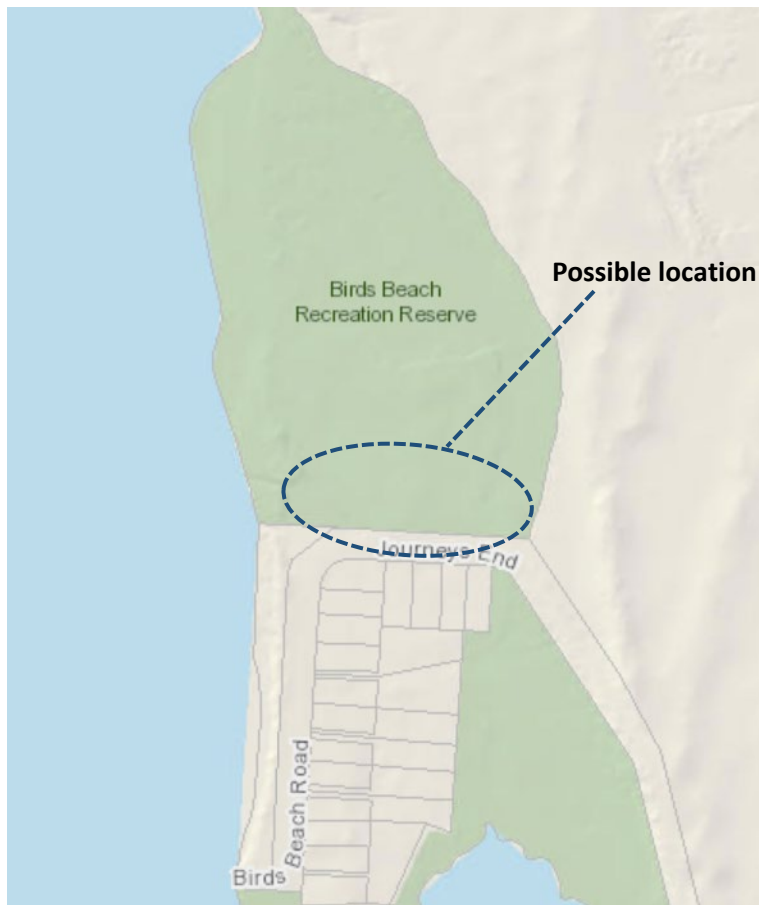 Possible location
Birds Beach
Recreation Reserve
Journeys End
Birds Beach Road